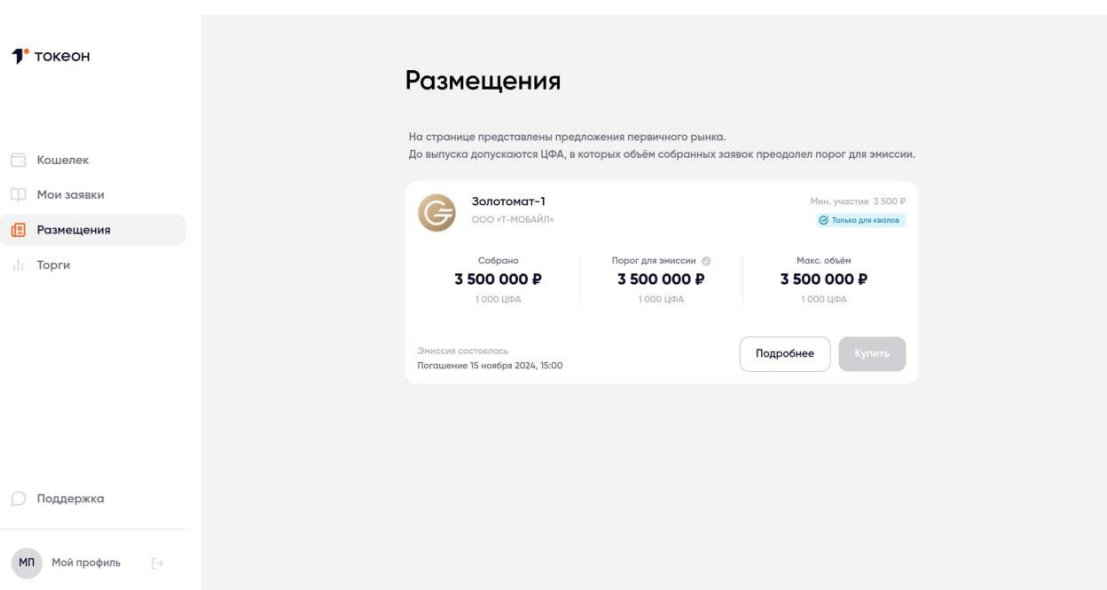 токеон
Кошелек
Мои заявки
Размещения
Торги
Поддержка
МП Мой профиль
Размещения
На странице представлены предложения первичного рынка.
До выпуска допускаются ЦФА, в которых объём собранных заявок преодолел порог для эмиссии.
Золотомат-1
ООО «Т-МОБАЙЛ»
Мин. участие 3 500 ₽
Только для квалов
Собрано
3 500 000 ₽
1 000 ЦФА
Порог для эмиссии
3 500 000 ₽
1 000 ЦФА
Макс. объём
3 500 000 ₽
1 000 ЦФА
Эмиссия состоялась
Погашение 15 ноября 2024, 15:00
Подробнее
Купить